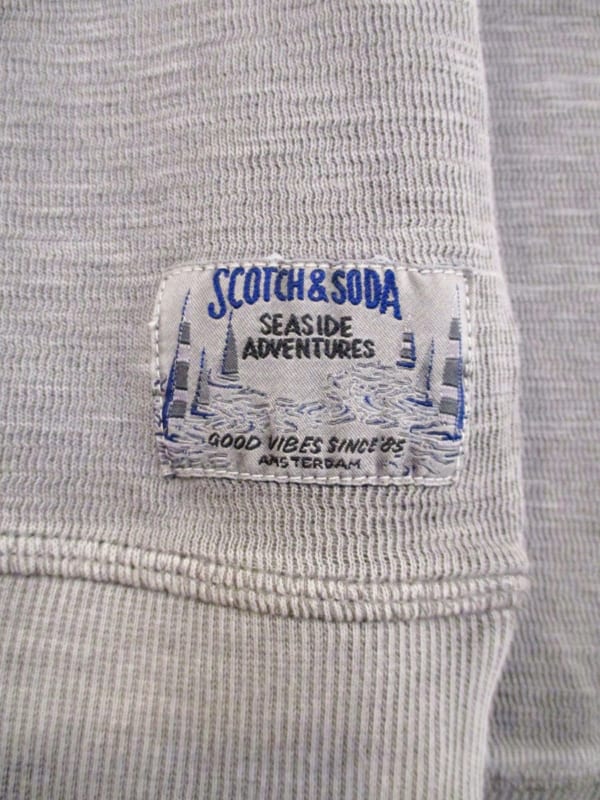 SCOTCH & SODA
SEASIDE
ADVENTURES
GOOD VIBES SINCE '85
AMSTERDAM